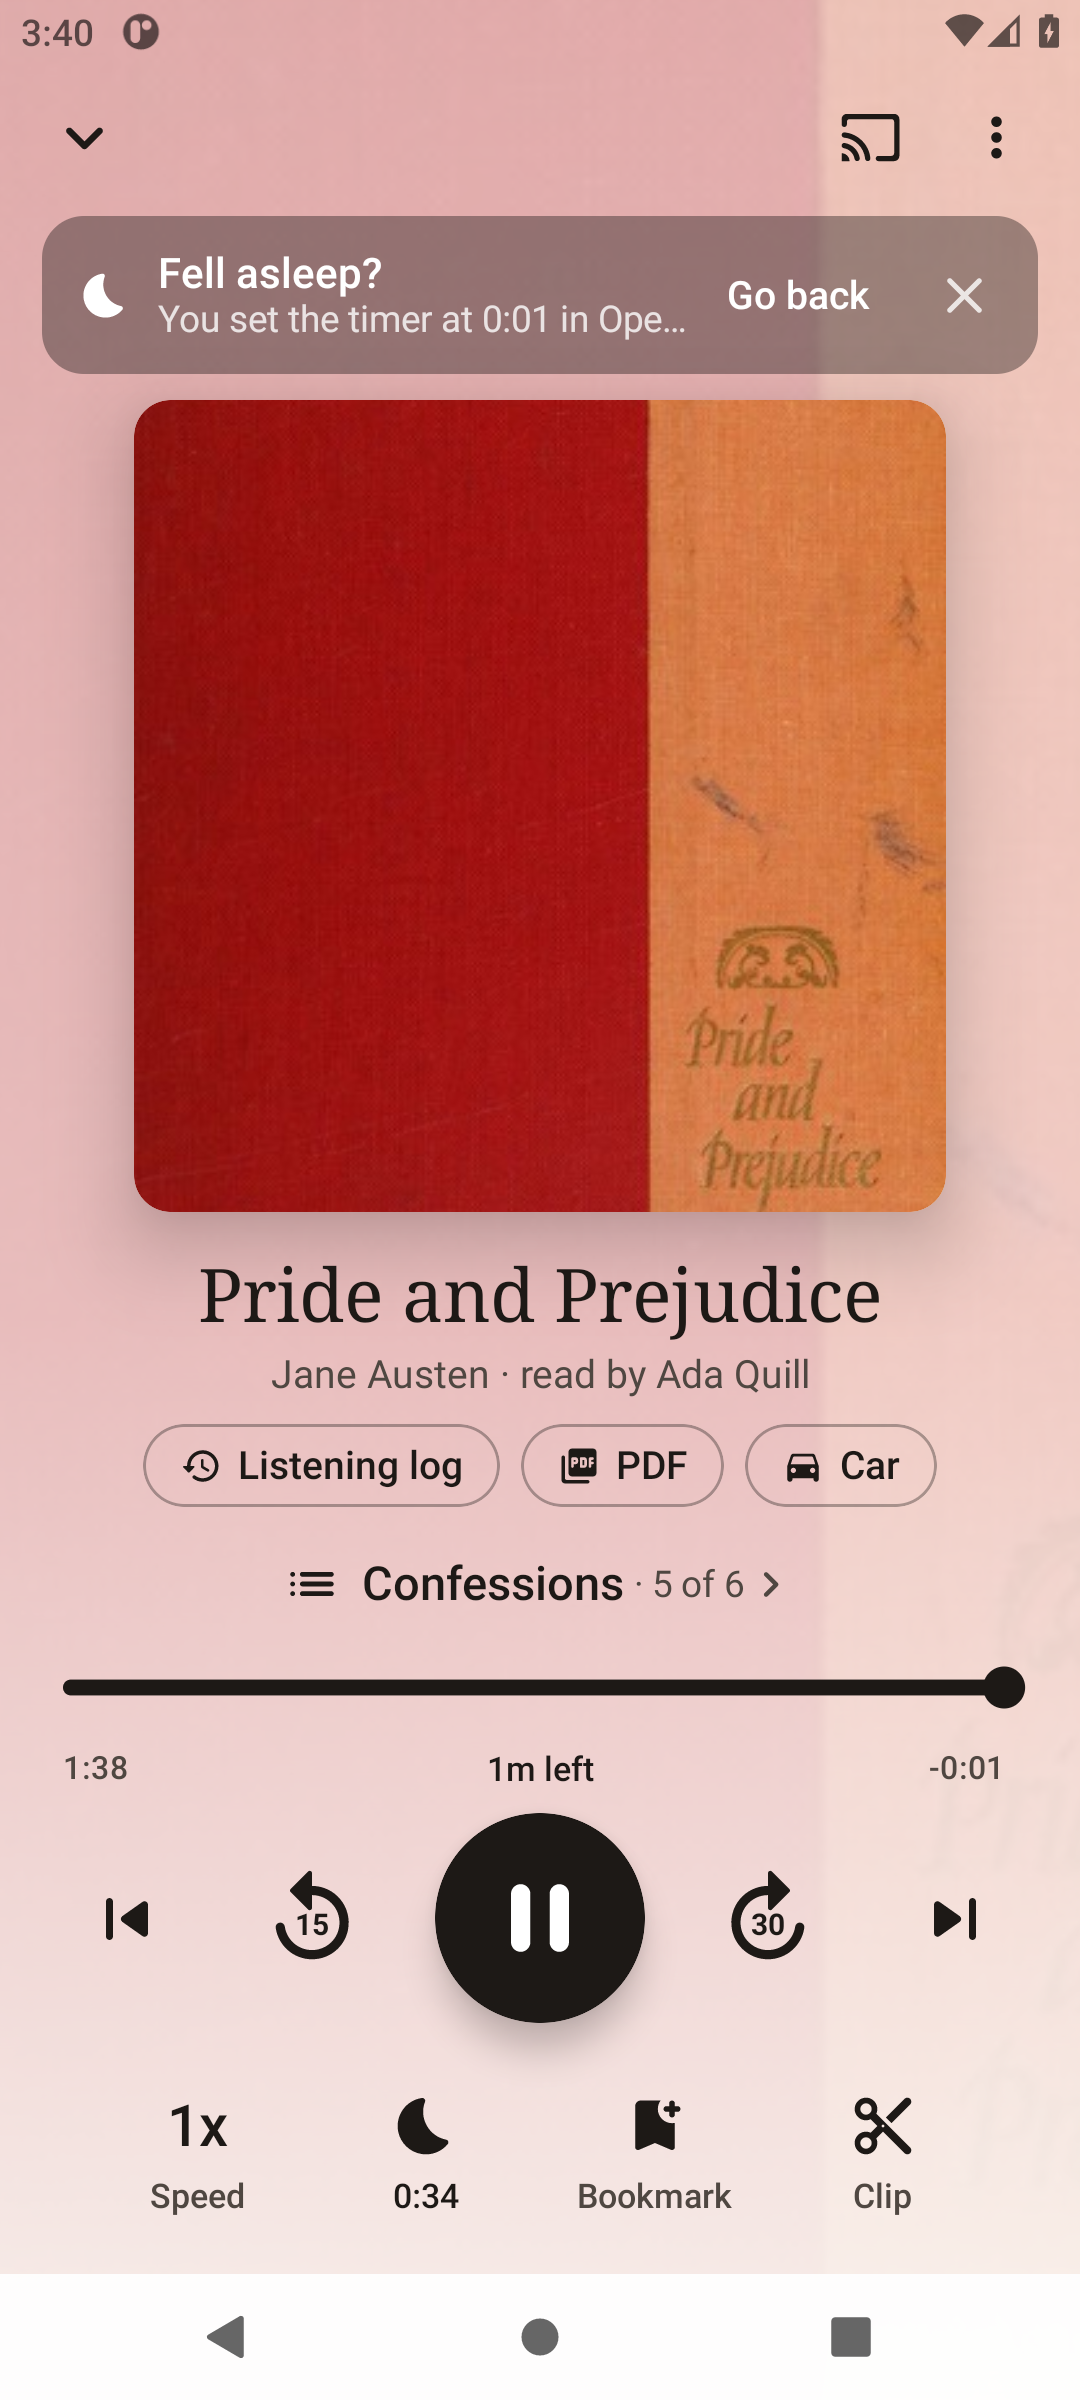 3:40
Fell asleep?
You set the timer at 0:01 in Ope...
Go back
Pride
and
Prejudice
Pride and Prejudice
Jane Austen · read by Ada Quill
Listening log
PDF
PDF
Car
Confessions · 5 of 6
1:38
1m left
-0:01
15
30
1x
Speed
0:34
Bookmark
Clip